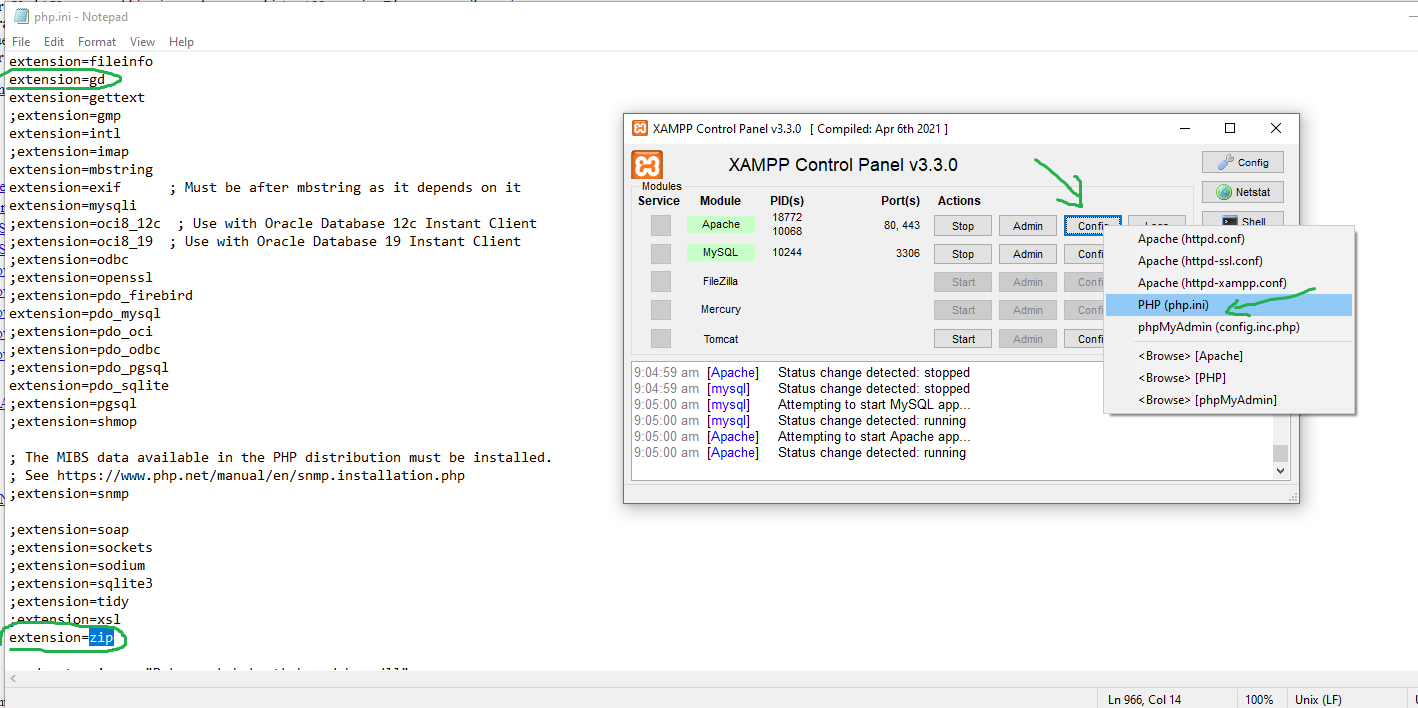 php.ini - Notepad
File Edit Format View Help
extension=fileinfo
extension=gd
extension=gettext
;extension=gmp
extension=intl
;extension=imap
extension=mbstring
extension=exif ; Must be after mbstring as it depends on it
extension=mysqli
;extension=oci8_12c ; Use with Oracle Database 12c Instant Client
;extension=oci8_19 ; Use with Oracle Database 19 Instant Client
;extension=odbc
;extension=openssl
;extension=pdo_firebird
extension=pdo_mysql
;extension=pdo_oci
;extension=pdo_odbc
;extension=pdo_pgsql
extension=pdo_sqlite
;extension=pgsql
;extension=shmop
; The MIBS data available in the PHP distribution must be installed.
; See https://www.php.net/manual/en/snmp.installation.php
;extension=snmp
;extension=soap
;extension=sockets
;extension=sodium
;extension=sqlite3
;extension=tidy
;extension=xsl
extension=zip
Ln 966, Col 14 100% Unix (LF)
XAMPP Control Panel v3.3.0 [ Compiled: Apr 6th 2021 ]
XAMPP Control Panel v3.3.0
Config
Netstat
Shell
Modules
Service Module PID(s) Port(s) Actions
Apache 18772 10068 80, 443 Stop Admin Config Logs
MySQL 10244 3306 Stop Admin Confi
FileZilla Start Admin Confi
Mercury Start Admin Confi
Tomcat Start Admin Confi
Apache (httpd.conf)
Apache (httpd-ssl.conf)
Apache (httpd-xampp.conf)
PHP (php.ini)
phpMyAdmin (config.inc.php)
<Browse> [Apache]
<Browse> [PHP]
<Browse> [phpMyAdmin]
9:04:59 am [Apache] Status change detected: stopped
9:04:59 am [mysql] Status change detected: stopped
9:05:00 am [mysql] Attempting to start MySQL app...
9:05:00 am [mysql] Status change detected: running
9:05:00 am [Apache] Attempting to start Apache app...
9:05:00 am [Apache] Status change detected: running